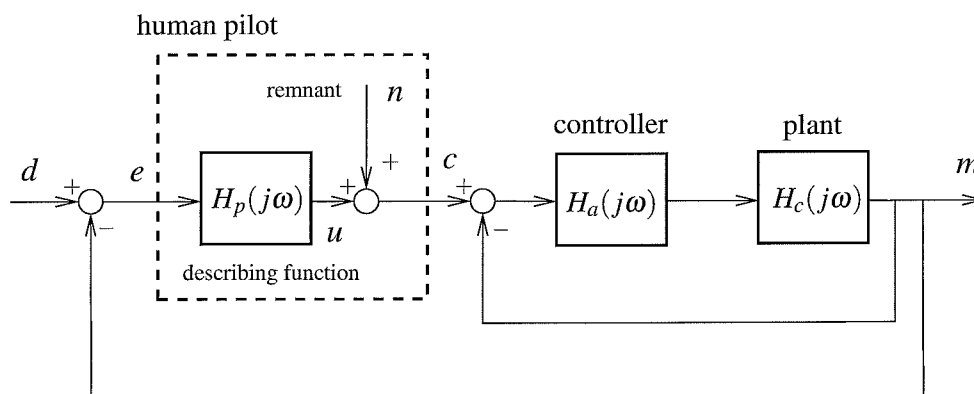 human pilot
remnant
n
controller
plant
d
+
e
H_p(jω)
+
+
c
+
H_a(jω)
H_c(jω)
m
−
u
−
describing function